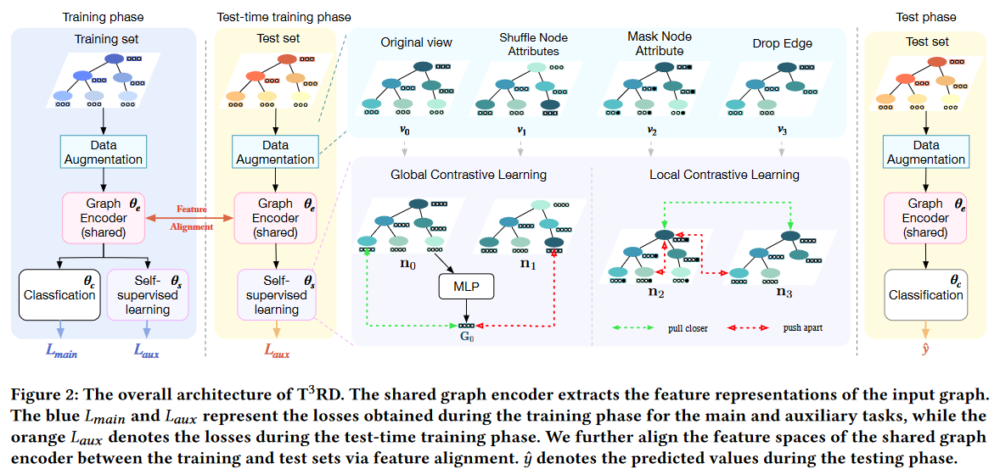 Training phase
Test-time training phase
Test phase
Training set
Test set
Original view
Shuffle Node
Attributes
Mask Node
Attribute
Drop Edge
Test set
v0
v1
v2
v3
Data
Augmentation
Data
Augmentation
Data
Augmentation
Global Contrastive Learning
Local Contrastive Learning
Graph θe
Encoder
(shared)
Feature
Alignment
Graph θe
Encoder
(shared)
Graph θe
Encoder
(shared)
n0
n1
n2
n3
MLP
G0
pull closer
push apart
θc
Classfication
Self- θs
supervised
learning
Self- θs
supervised
learning
θc
Classification
Lmain
Laux
Laux
ŷ
Figure 2: The overall architecture of T³RD. The shared graph encoder extracts the feature representations of the input graph.
The blue Lmain and Laux represent the losses obtained during the training phase for the main and auxiliary tasks, while the
orange Laux denotes the losses during the test-time training phase. We further align the feature spaces of the shared graph
encoder between the training and test sets via feature alignment. ŷ denotes the predicted values during the testing phase.